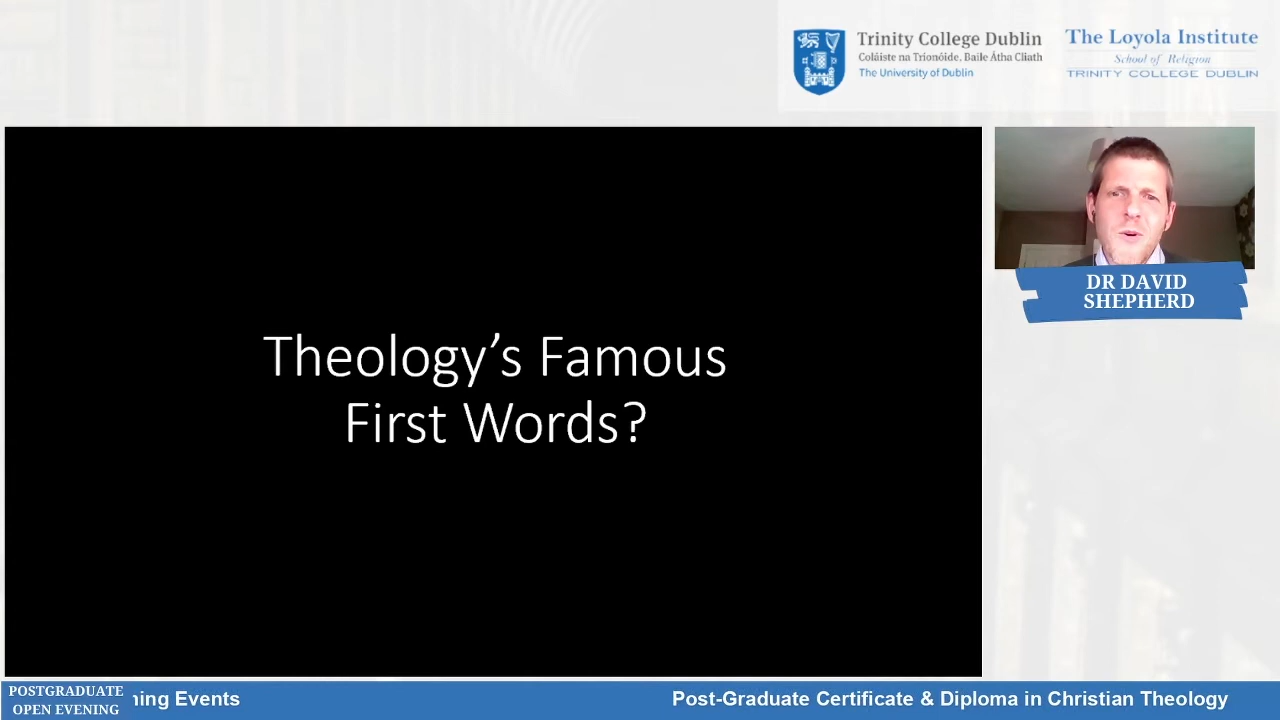 Trinity College Dublin
Coláiste na Tríonóide, Baile Átha Cliath
The University of Dublin
The Loyola Institute
School of Religion
TRINITY COLLEGE DUBLIN
Theology’s Famous
First Words?
DR DAVID
SHEPHERD
POSTGRADUATE
OPEN EVENING
ning Events
Post-Graduate Certificate & Diploma in Christian Theology